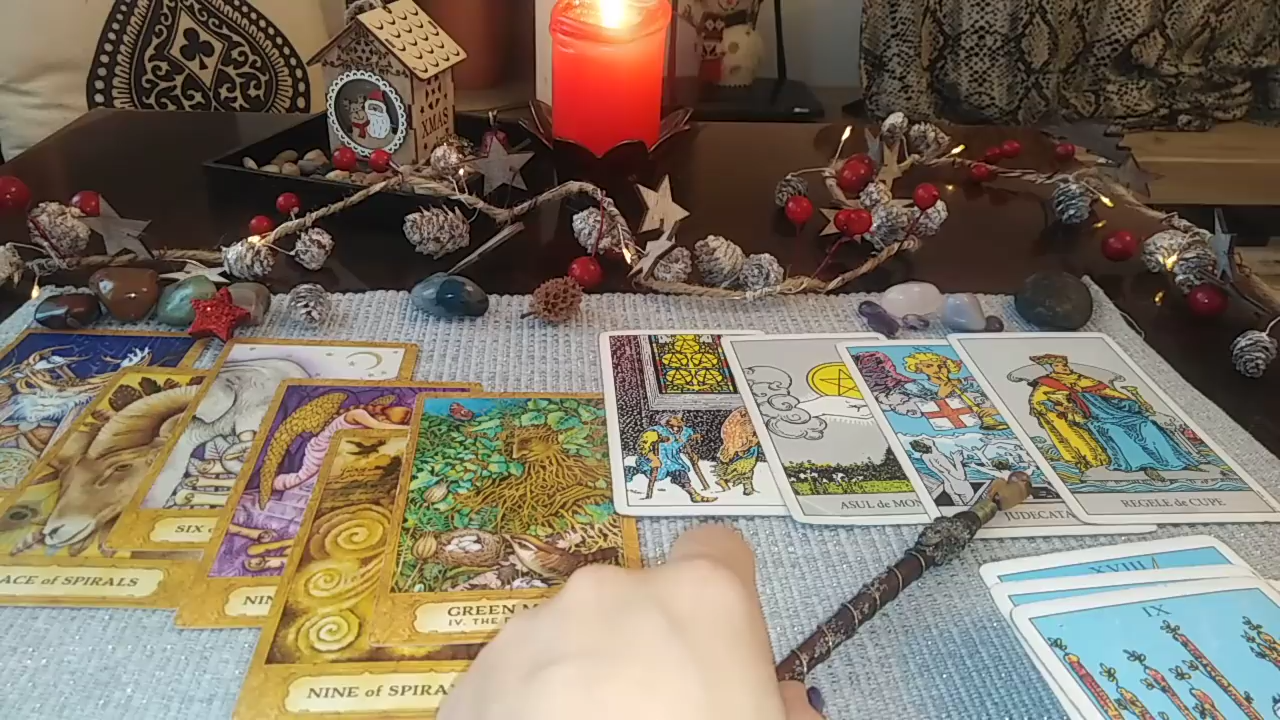 XMAS
ACE of SPIRALS
SIX
NIN
NINE of SPIRA
GREEN M
IV. THE
ASUL de MON
JUDECATA
REGELE de CUPE
XVIII
IX